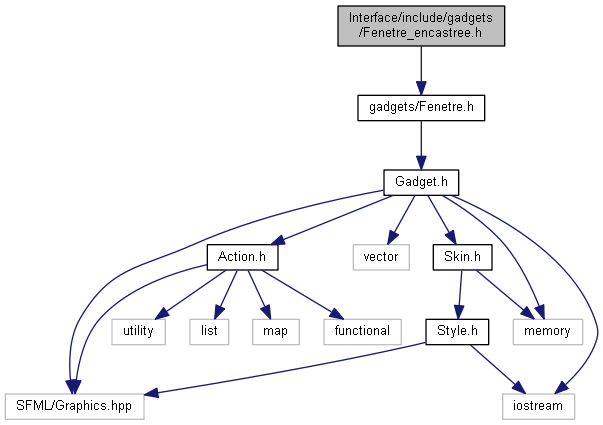 Interface/include/gadgets
/Fenetre_encastree.h
gadgets/Fenetre.h
Gadget.h
Action.h
vector
Skin.h
utility
list
map
functional
Style.h
memory
SFML/Graphics.hpp
iostream